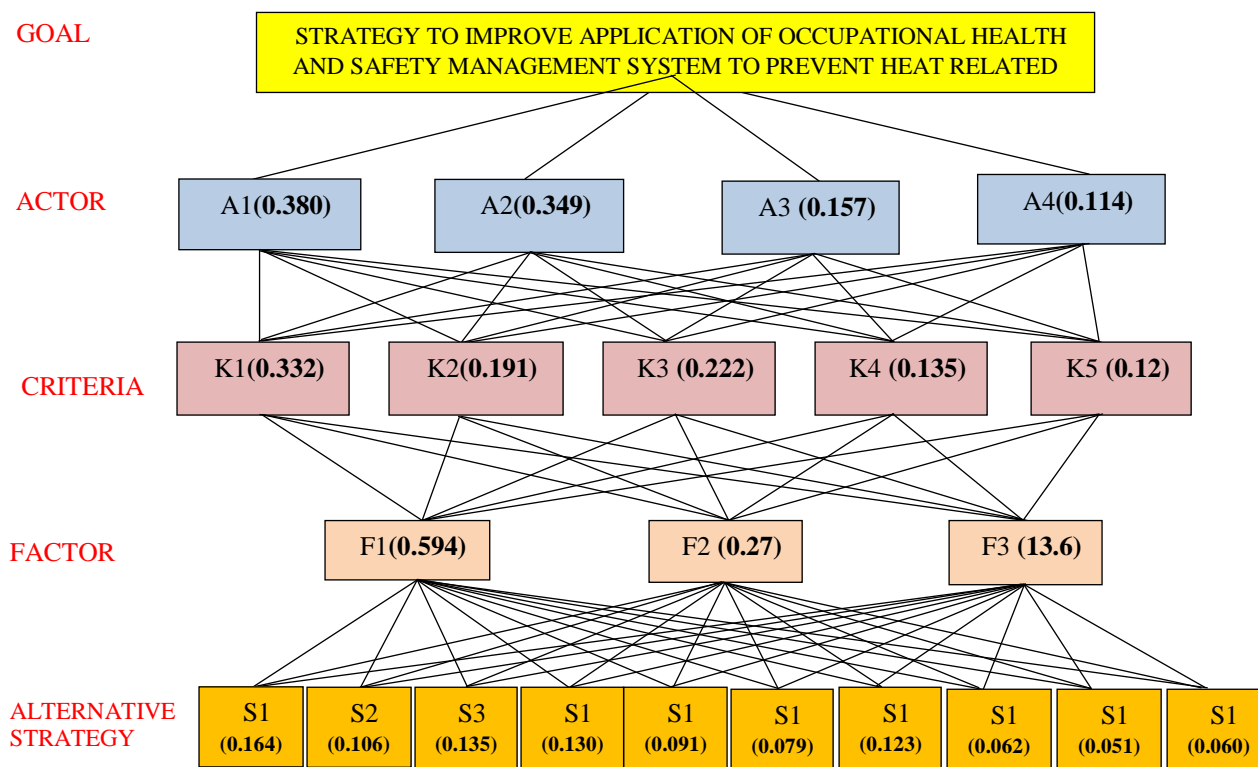 GOAL
STRATEGY TO IMPROVE APPLICATION OF OCCUPATIONAL HEALTH
AND SAFETY MANAGEMENT SYSTEM TO PREVENT HEAT RELATED
ACTOR
A1(0.380)
A2(0.349)
A3 (0.157)
A4(0.114)
CRITERIA
K1(0.332)
K2(0.191)
K3 (0.222)
K4 (0.135)
K5 (0.12)
FACTOR
F1(0.594)
F2 (0.27)
F3 (13.6)
ALTERNATIVE
STRATEGY
S1
(0.164)
S2
(0.106)
S3
(0.135)
S1
(0.130)
S1
(0.091)
S1
(0.079)
S1
(0.123)
S1
(0.062)
S1
(0.051)
S1
(0.060)